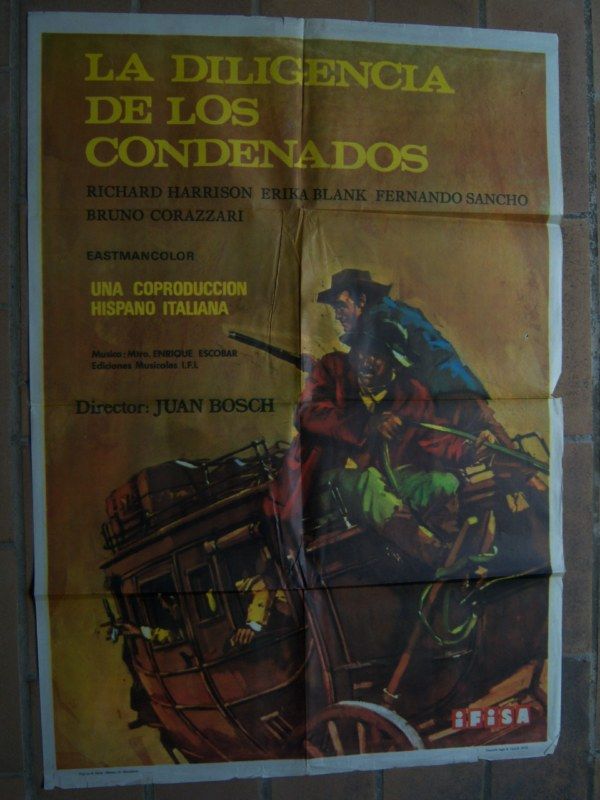 LA DILIGENCIA
DE LOS
CONDENADOS
RICHARD HARRISON ERIKA BLANK FERNANDO SANCHO
BRUNO CORAZZARI
EASTMANCOLOR
UNA COPRODUCCION
HISPANO ITALIANA
Musica: Mtro. ENRIQUE ESCOBAR
Ediciones Musicales I.F.I.
Director: JUAN BOSCH
iFiSA